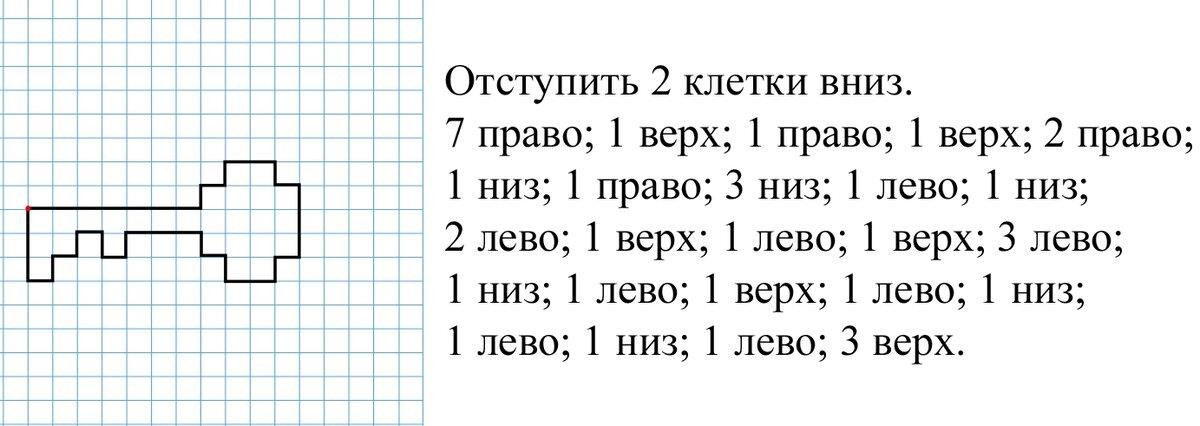 Отступить 2 клетки вниз.
7 право; 1 верх; 1 право; 1 верх; 2 право;
1 низ; 1 право; 3 низ; 1 лево; 1 низ;
2 лево; 1 верх; 1 лево; 1 верх; 3 лево;
1 низ; 1 лево; 1 верх; 1 лево; 1 низ;
1 лево; 1 низ; 1 лево; 3 верх.